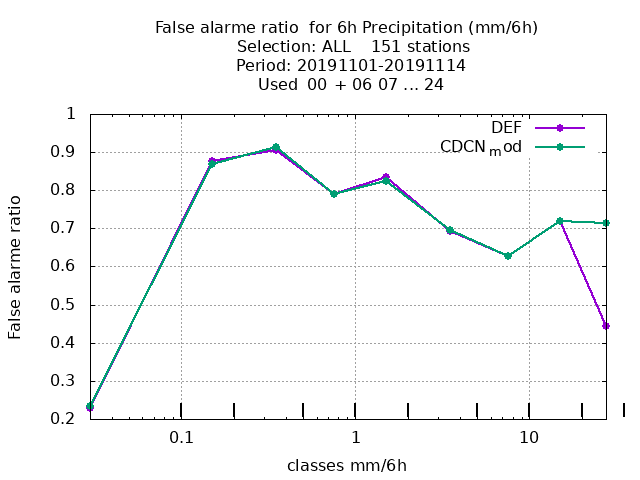 False alarme ratio  for 6h Precipitation (mm/6h)
Selection: ALL    151 stations
Period: 20191101-20191114
Used  00  + 06 07 ... 24
DEF
CDCN_mod
False alarme ratio
1
0.9
0.8
0.7
0.6
0.5
0.4
0.3
0.2
0.1
1
10
classes mm/6h